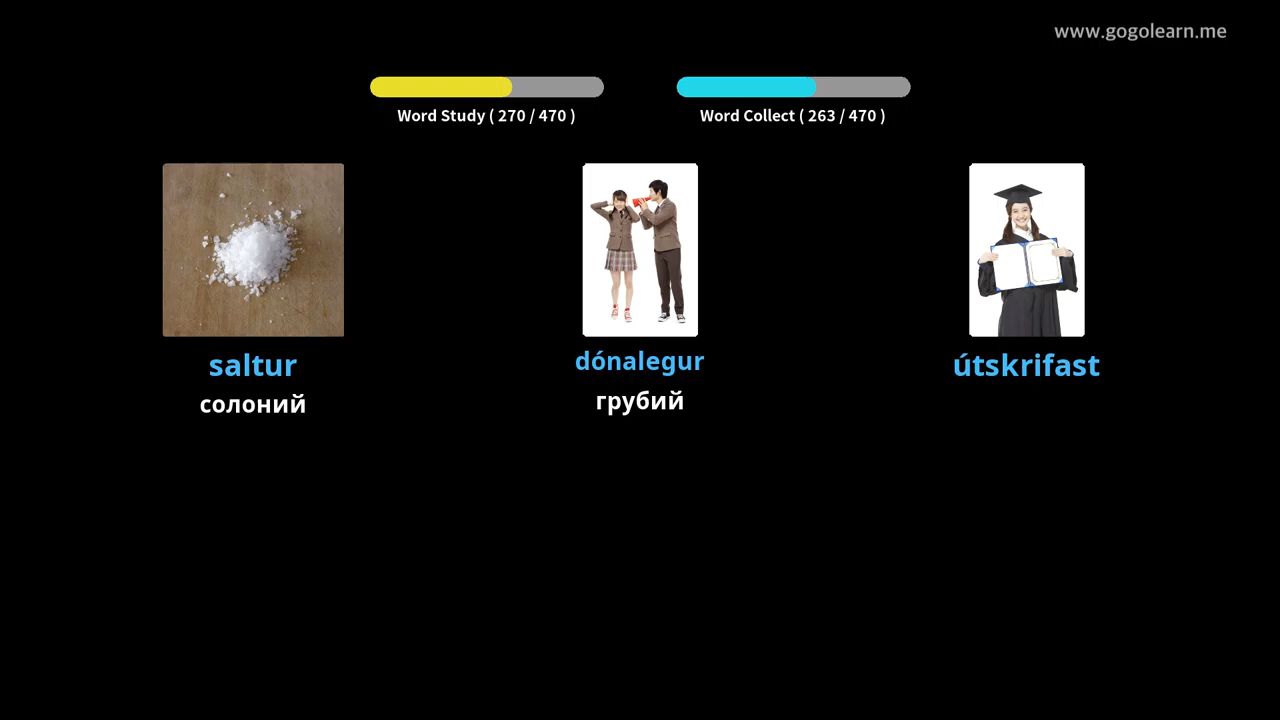 www.gogolearn.me
Word Study ( 270 / 470 )
Word Collect ( 263 / 470 )
saltur
dónalegur
útskrifast
солоний
грубий